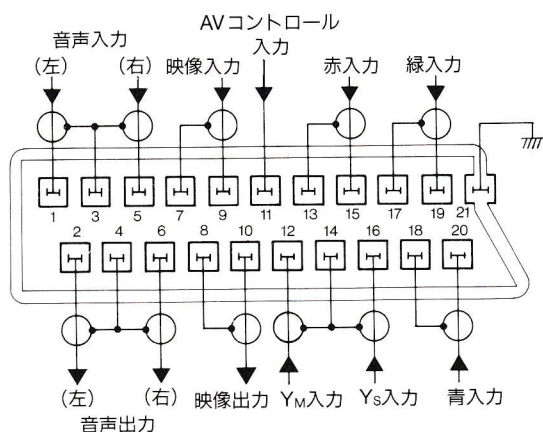 AVコントロール
入力
音声入力
(左) (右) 映像入力 赤入力 緑入力
1 3 5 7 9 11 13 15 17 19 21
2 4 6 8 10 12 14 16 18 20
(左) (右) 映像出力 YM入力 YS入力 青入力
音声出力